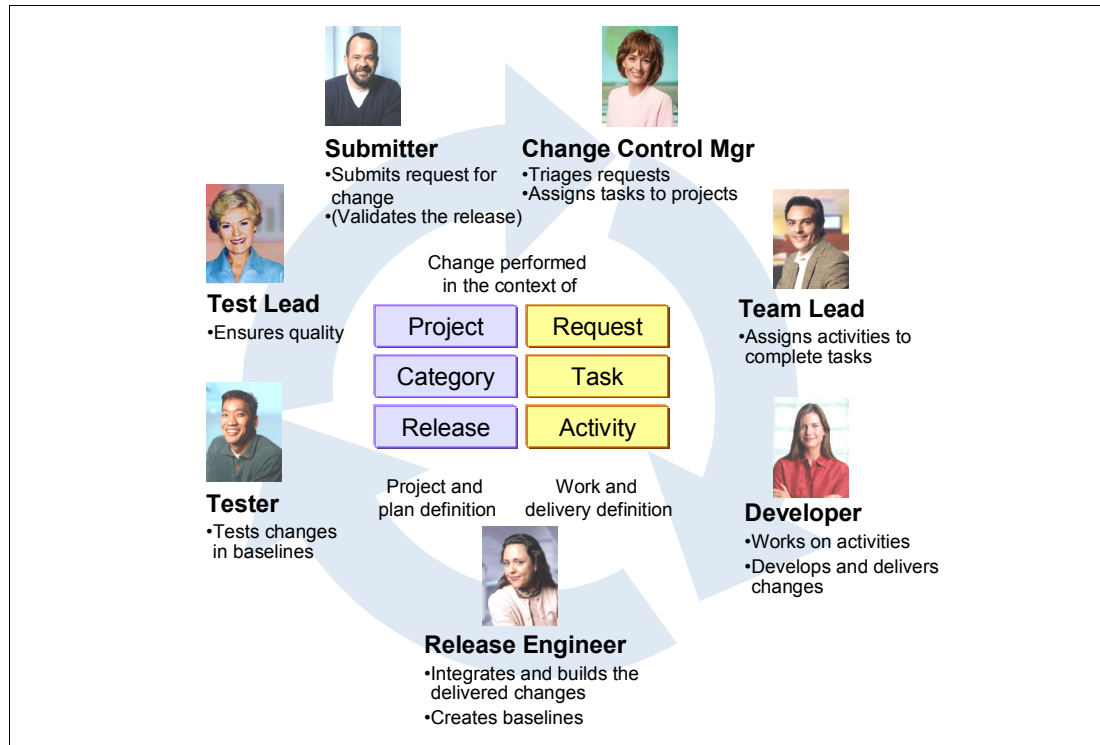 Submitter
•Submits request for
change
•(Validates the release)
Change Control Mgr
•Triages requests
•Assigns tasks to projects
Team Lead
•Assigns activities to
complete tasks
Test Lead
•Ensures quality
Change performed
in the context of
Project
Request
Category
Task
Release
Activity
Project and
plan definition
Work and
delivery definition
Tester
•Tests changes
in baselines
Developer
•Works on activities
•Develops and delivers
changes
Release Engineer
•Integrates and builds the
delivered changes
•Creates baselines